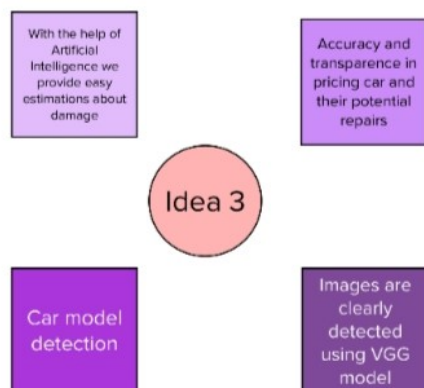 With the help of
Artificial
Intelligence we
provide easy
estimations about
damage
Accuracy and
transparence in
pricing car and
their potential
repairs
Idea 3
Car model
detection
Images are
clearly
detected
using VGG
model